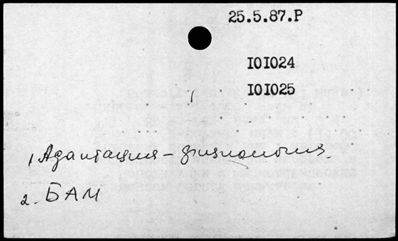 25.5.87.Р
101024
101025
1. Адаптация – физиология.
2. БАМ